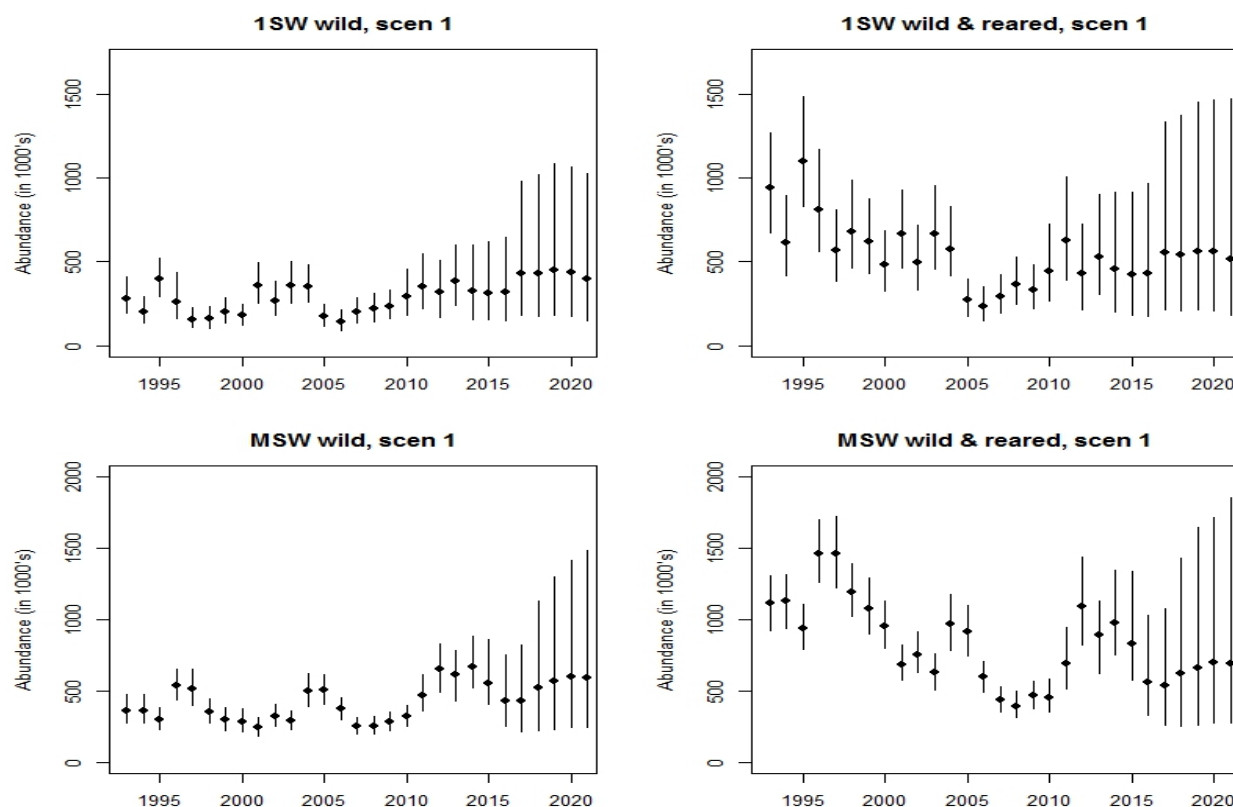 1SW wild, scen 1
Abundance (in 1000's)
1500
1000
500
0
1995 2000 2005 2010 2015 2020
1SW wild & reared, scen 1
Abundance (in 1000's)
1500
1000
500
0
1995 2000 2005 2010 2015 2020
MSW wild, scen 1
Abundance (in 1000's)
2000
1500
1000
500
0
1995 2000 2005 2010 2015 2020
MSW wild & reared, scen 1
Abundance (in 1000's)
2000
1500
1000
500
0
1995 2000 2005 2010 2015 2020